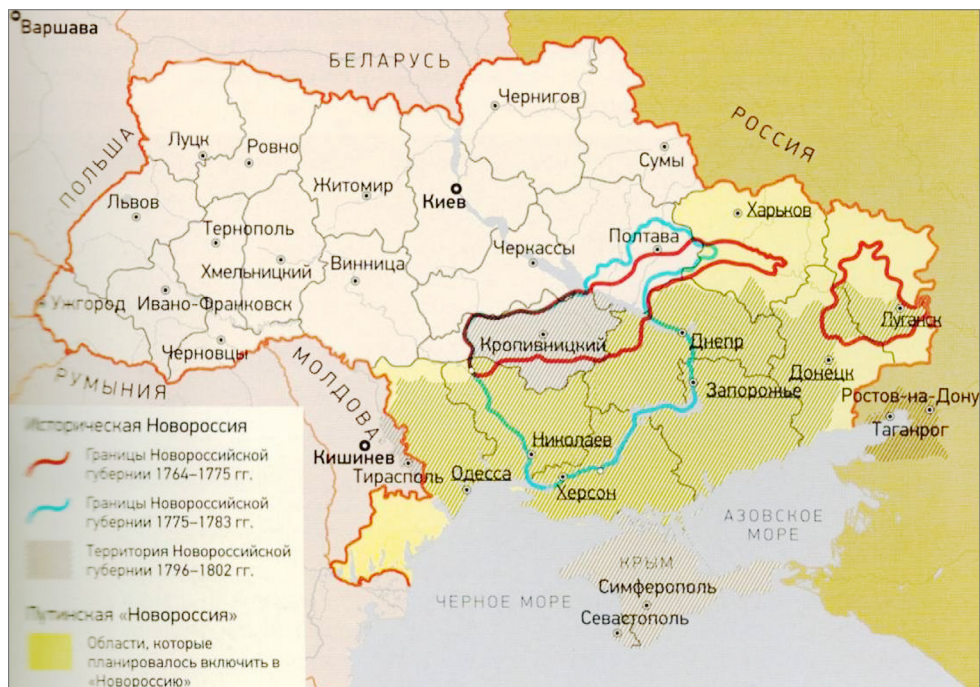 Варшава
БЕЛАРУСЬ
ПОЛЬША
РОССИЯ
Чернигов
Луцк
Ровно
Сумы
Житомир
Киев
Львов
Харьков
Тернополь
Полтава
Хмельницкий
Винница
Черкассы
Ужгород
Ивано-Франковск
Луганск
Черновцы
Кропивницкий
Днепр
РУМЫНИЯ
МОЛДОВА
Донецк
Запорожье
Ростов-на-Дону
Таганрог
Кишинев
Николаев
Тирасполь
Одесса
Херсон
АЗОВСКОЕ
МОРЕ
КРЫМ
Симферополь
ЧЕРНОЕ МОРЕ
Севастополь
Историческая Новороссия
Границы Новороссийской
губернии 1764–1775 гг.
Границы Новороссийской
губернии 1775–1783 гг.
Территория Новороссийской
губернии 1796–1802 гг.
Путинская «Новороссия»
Области, которые
планировалось включить в
«Новороссию»